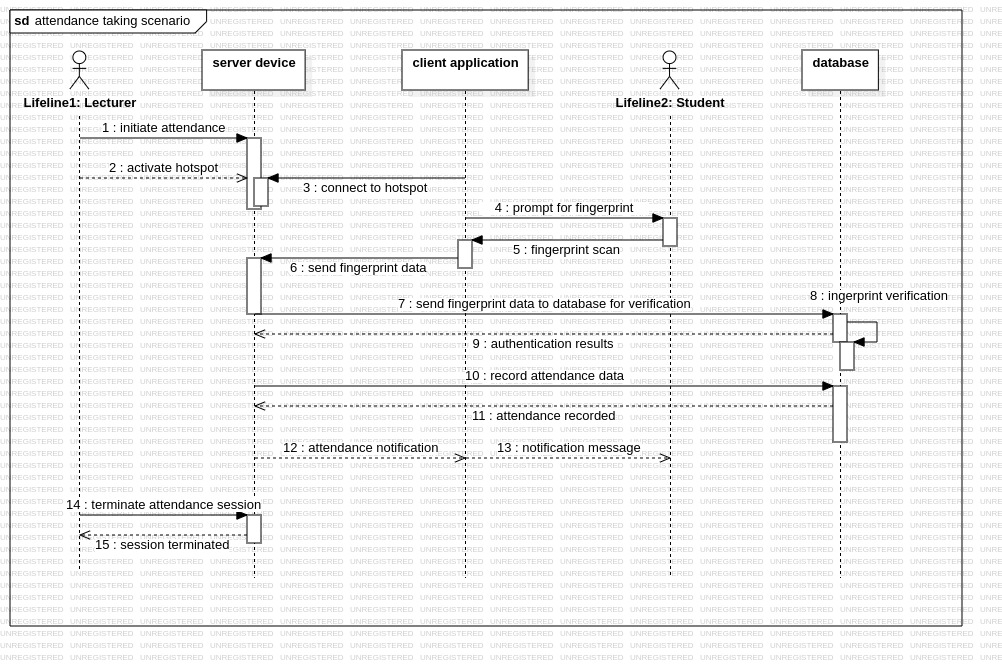 sd attendance taking scenario
server device
client application
database
Lifeline1: Lecturer
Lifeline2: Student
1 : initiate attendance
2 : activate hotspot
3 : connect to hotspot
4 : prompt for fingerprint
5 : fingerprint scan
6 : send fingerprint data
8 : ingerprint verification
7 : send fingerprint data to database for verification
9 : authentication results
10 : record attendance data
11 : attendance recorded
12 : attendance notification
13 : notification message
14 : terminate attendance session
15 : session terminated
UNREGISTERED